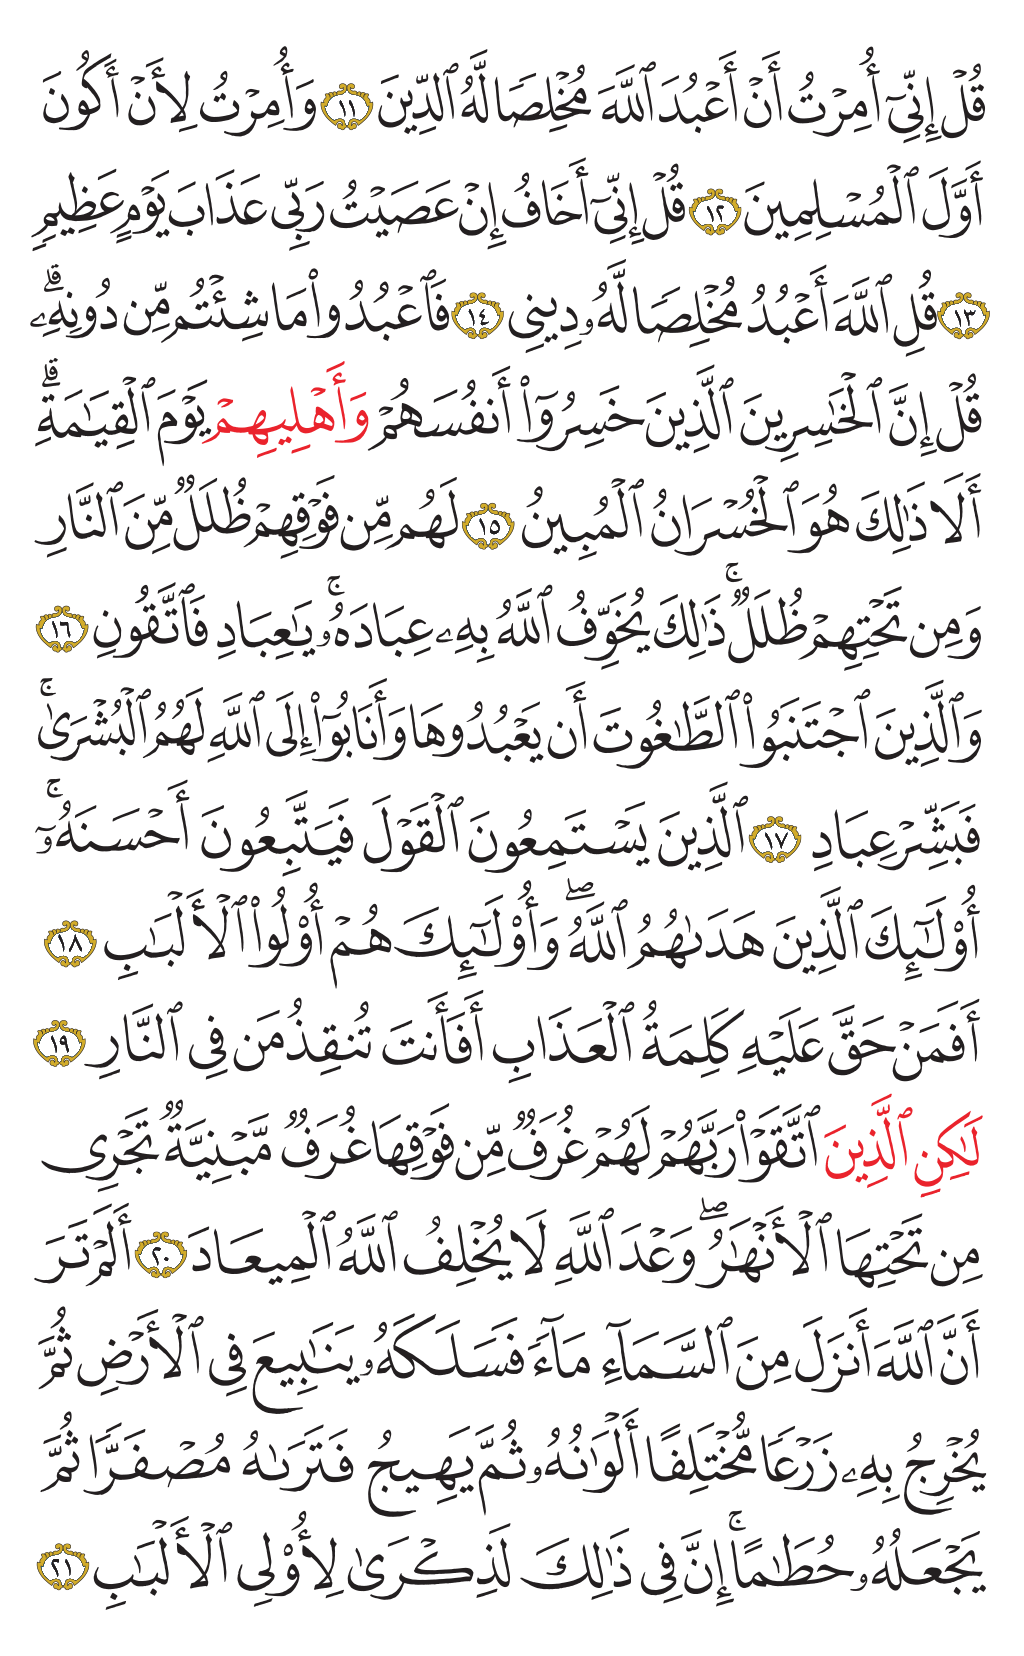 قُلۡ إِنِّيٓ أُمِرۡتُ أَنۡ أَعۡبُدَ ٱللَّهَ مُخۡلِصٗا لَّهُ ٱلدِّينَ ١١ وَأُمِرۡتُ لِأَنۡ أَكُونَ
أَوَّلَ ٱلۡمُسۡلِمِينَ ١٢ قُلۡ إِنِّيٓ أَخَافُ إِنۡ عَصَيۡتُ رَبِّي عَذَابَ يَوۡمٍ عَظِيمٖ
١٣ قُلِ ٱللَّهَ أَعۡبُدُ مُخۡلِصٗا لَّهُۥ دِينِي ١٤ فَٱعۡبُدُواْ مَا شِئۡتُم مِّن دُونِهِۦۗ
قُلۡ إِنَّ ٱلۡخَٰسِرِينَ ٱلَّذِينَ خَسِرُوٓاْ أَنفُسَهُمۡ وَأَهۡلِيهِمۡ يَوۡمَ ٱلۡقِيَٰمَةِۗ
أَلَا ذَٰلِكَ هُوَ ٱلۡخُسۡرَانُ ٱلۡمُبِينُ ١٥ لَهُم مِّن فَوۡقِهِمۡ ظُلَلٞ مِّنَ ٱلنَّارِ
وَمِن تَحۡتِهِمۡ ظُلَلٞۚ ذَٰلِكَ يُخَوِّفُ ٱللَّهُ بِهِۦ عِبَادَهُۥۚ يَٰعِبَادِ فَٱتَّقُونِ ١٦
وَٱلَّذِينَ ٱجۡتَنَبُواْ ٱلطَّٰغُوتَ أَن يَعۡبُدُوهَا وَأَنَابُوٓاْ إِلَى ٱللَّهِ لَهُمُ ٱلۡبُشۡرَىٰۚ
فَبَشِّرۡ عِبَادِ ١٧ ٱلَّذِينَ يَسۡتَمِعُونَ ٱلۡقَوۡلَ فَيَتَّبِعُونَ أَحۡسَنَهُۥٓۚ
أُوْلَٰٓئِكَ ٱلَّذِينَ هَدَىٰهُمُ ٱللَّهُۖ وَأُوْلَٰٓئِكَ هُمۡ أُوْلُواْ ٱلۡأَلۡبَٰبِ ١٨
أَفَمَنۡ حَقَّ عَلَيۡهِ كَلِمَةُ ٱلۡعَذَابِ أَفَأَنتَ تُنقِذُ مَن فِي ٱلنَّارِ ١٩
لَٰكِنِ ٱلَّذِينَ ٱتَّقَوۡاْ رَبَّهُمۡ لَهُمۡ غُرَفٞ مِّن فَوۡقِهَا غُرَفٞ مَّبۡنِيَّةٞ تَجۡرِي
مِن تَحۡتِهَا ٱلۡأَنۡهَٰرُۖ وَعۡدَ ٱللَّهِ لَا يُخۡلِفُ ٱللَّهُ ٱلۡمِيعَادَ ٢٠ أَلَمۡ تَرَ
أَنَّ ٱللَّهَ أَنزَلَ مِنَ ٱلسَّمَآءِ مَآءٗ فَسَلَكَهُۥ يَنَٰبِيعَ فِي ٱلۡأَرۡضِ ثُمَّ
يُخۡرِجُ بِهِۦ زَرۡعٗا مُّخۡتَلِفًا أَلۡوَٰنُهُۥ ثُمَّ يَهِيجُ فَتَرَىٰهُ مُصۡفَرّٗا ثُمَّ
يَجۡعَلُهُۥ حُطَٰمًاۚ إِنَّ فِي ذَٰلِكَ لَذِكۡرَىٰ لِأُوْلِي ٱلۡأَلۡبَٰبِ ٢١